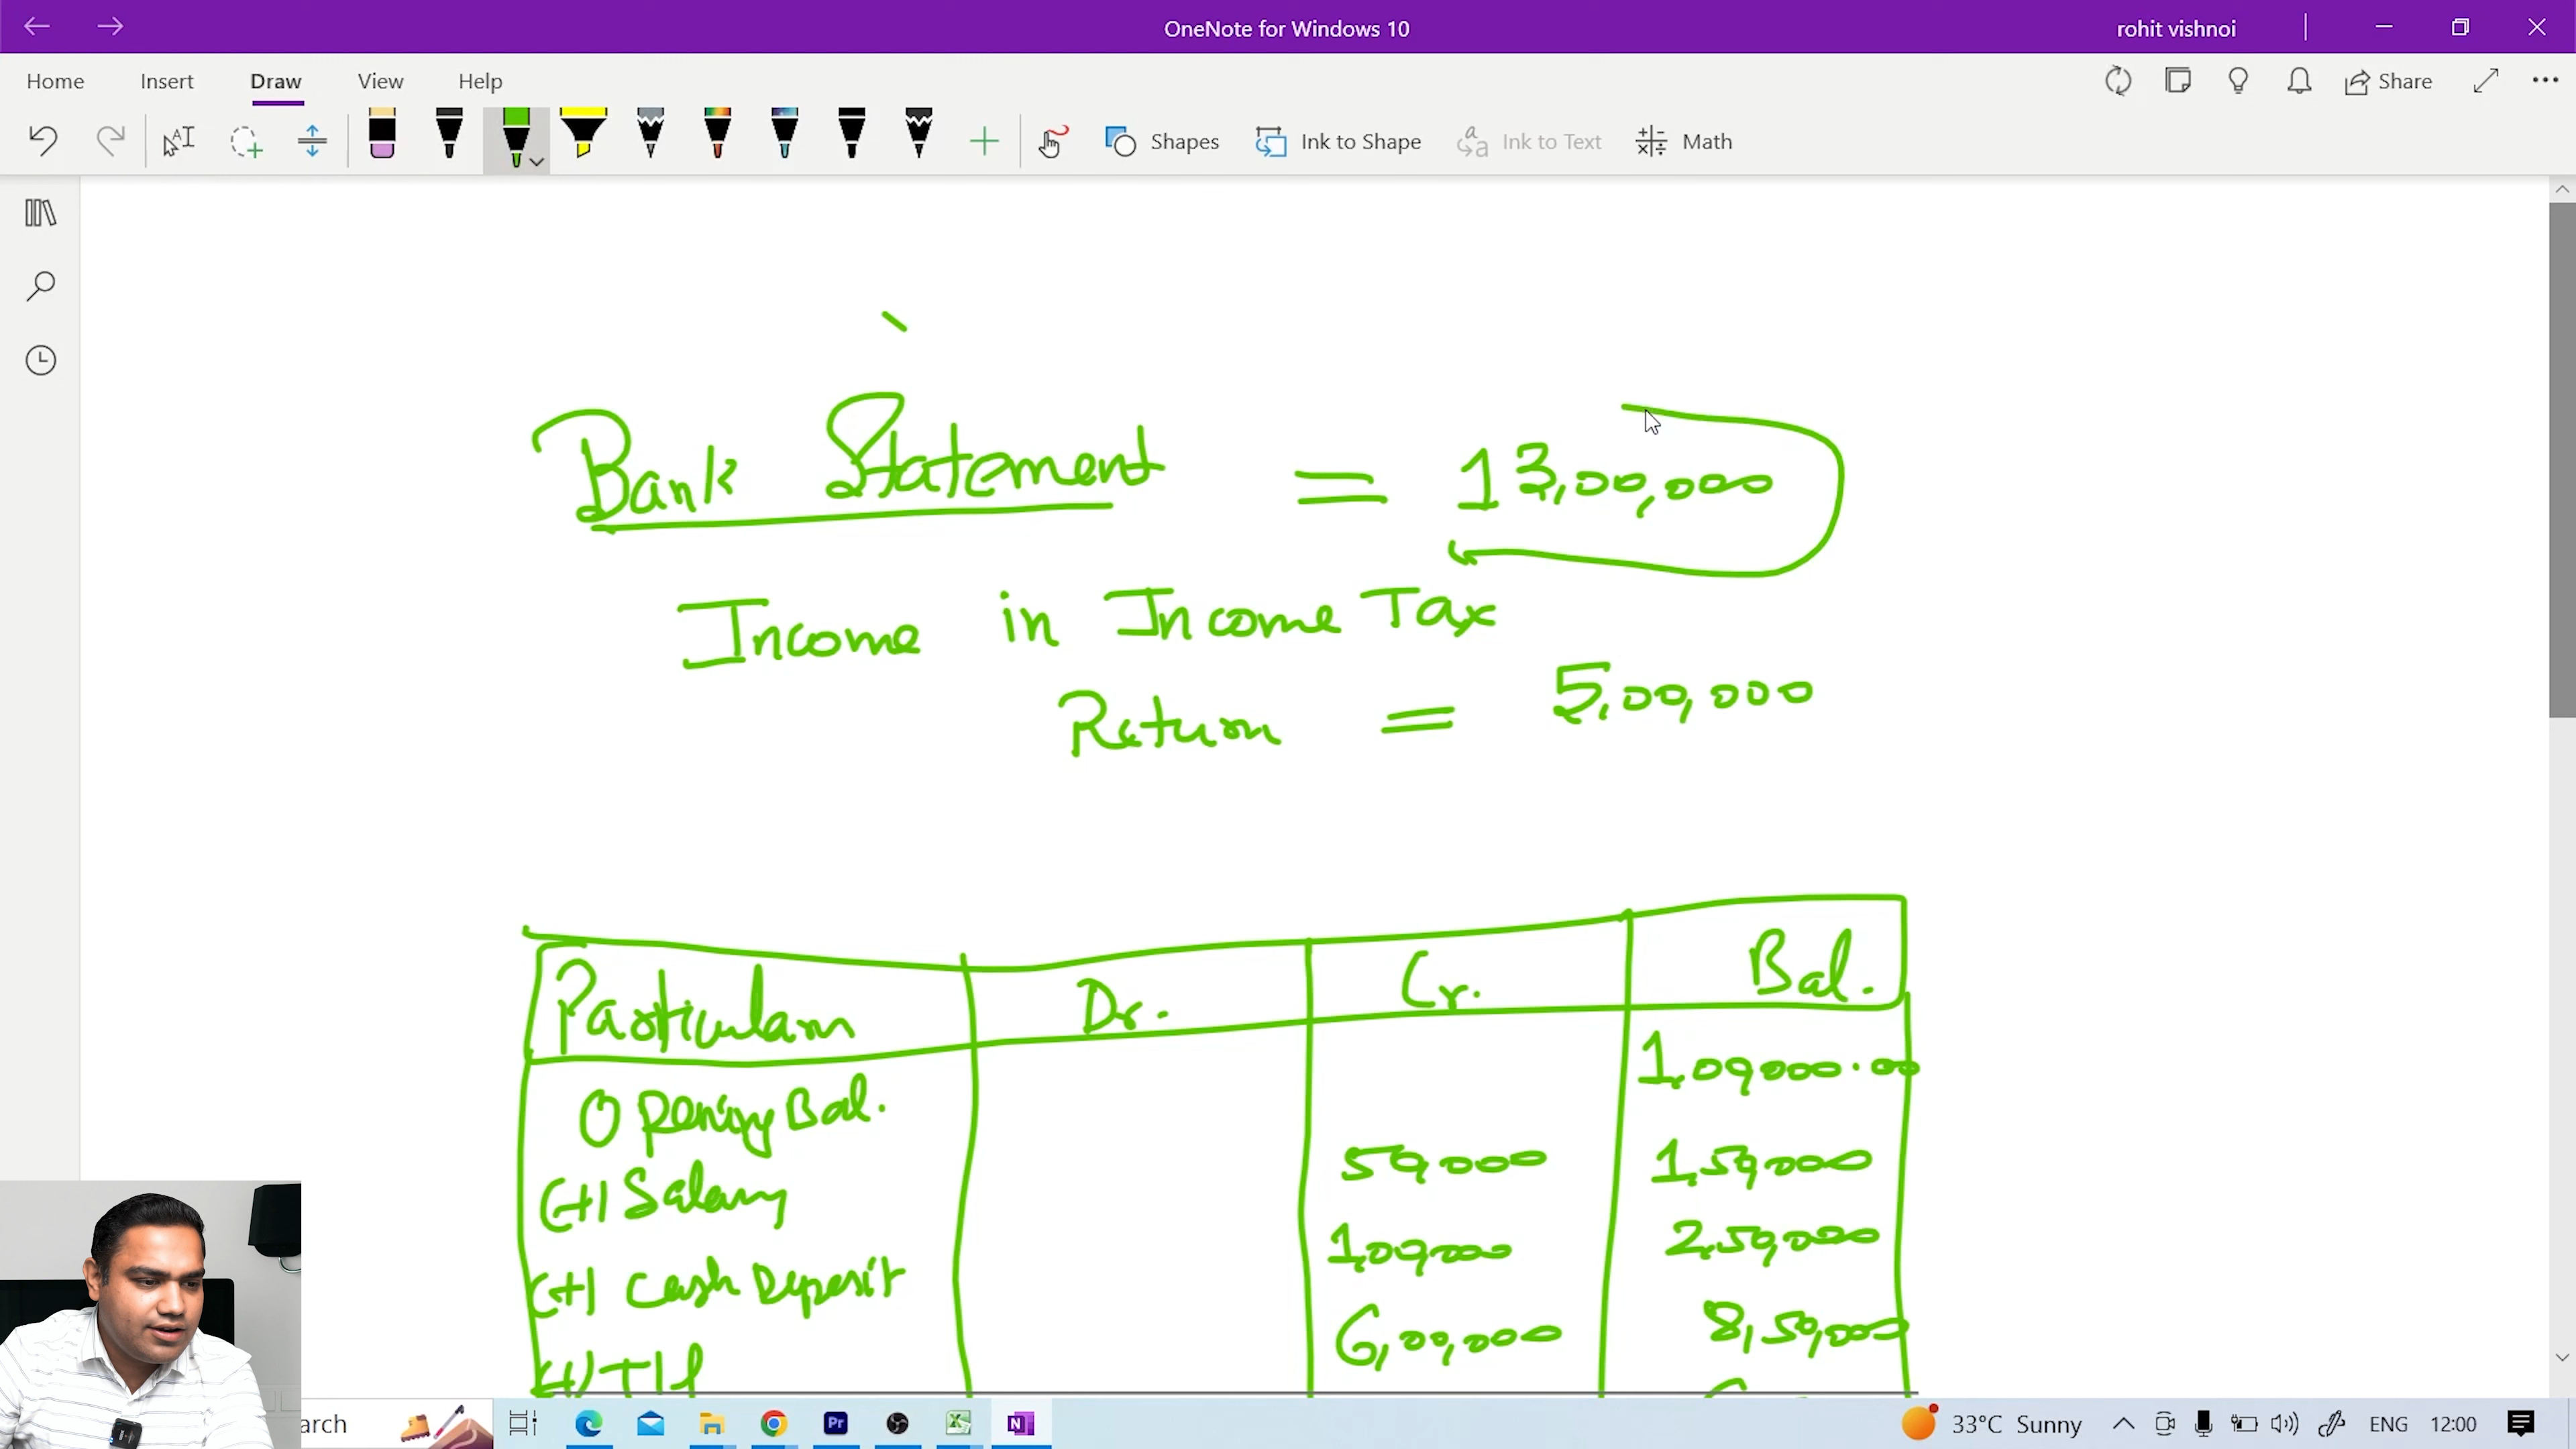 OneNote for Windows 10
rohit vishnoi
Home Insert Draw View Help
Share
Shapes Ink to Shape Ink to Text Math
Bank Statement = 13,00,000
Income in Income Tax
Return = 5,00,000
Particulars Dr. Cr. Bal.
Opening Bal. 1,00,000.00
(+) Salary 50,000 1,50,000
(+) Cash Deposit 1,00,000 2,50,000
6,00,000 8,50,000
arch
33°C Sunny
ENG
12:00